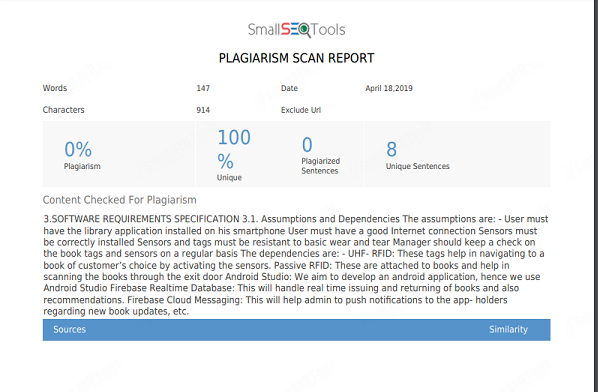 SmallSEOTools
PLAGIARISM SCAN REPORT
Words 147 Date April 18,2019
Characters 914 Exclude Url
0% Plagiarism
100 % Unique
0 Plagiarized Sentences
8 Unique Sentences
Content Checked For Plagiarism
3.SOFTWARE REQUIREMENTS SPECIFICATION 3.1. Assumptions and Dependencies The assumptions are: - User must
have the library application installed on his smartphone User must have a good Internet connection Sensors must
be correctly installed Sensors and tags must be resistant to basic wear and tear Manager should keep a check on
the book tags and sensors on a regular basis The dependencies are: - UHF- RFID: These tags help in navigating to a
book of customer’s choice by activating the sensors. Passive RFID: These are attached to books and help in
scanning the books through the exit door Android Studio: We aim to develop an android application, hence we use
Android Studio Firebase Realtime Database: This will handle real time issuing and returning of books and also
recommendations. Firebase Cloud Messaging: This will help admin to push notifications to the app- holders
regarding new book updates, etc.
Sources Similarity